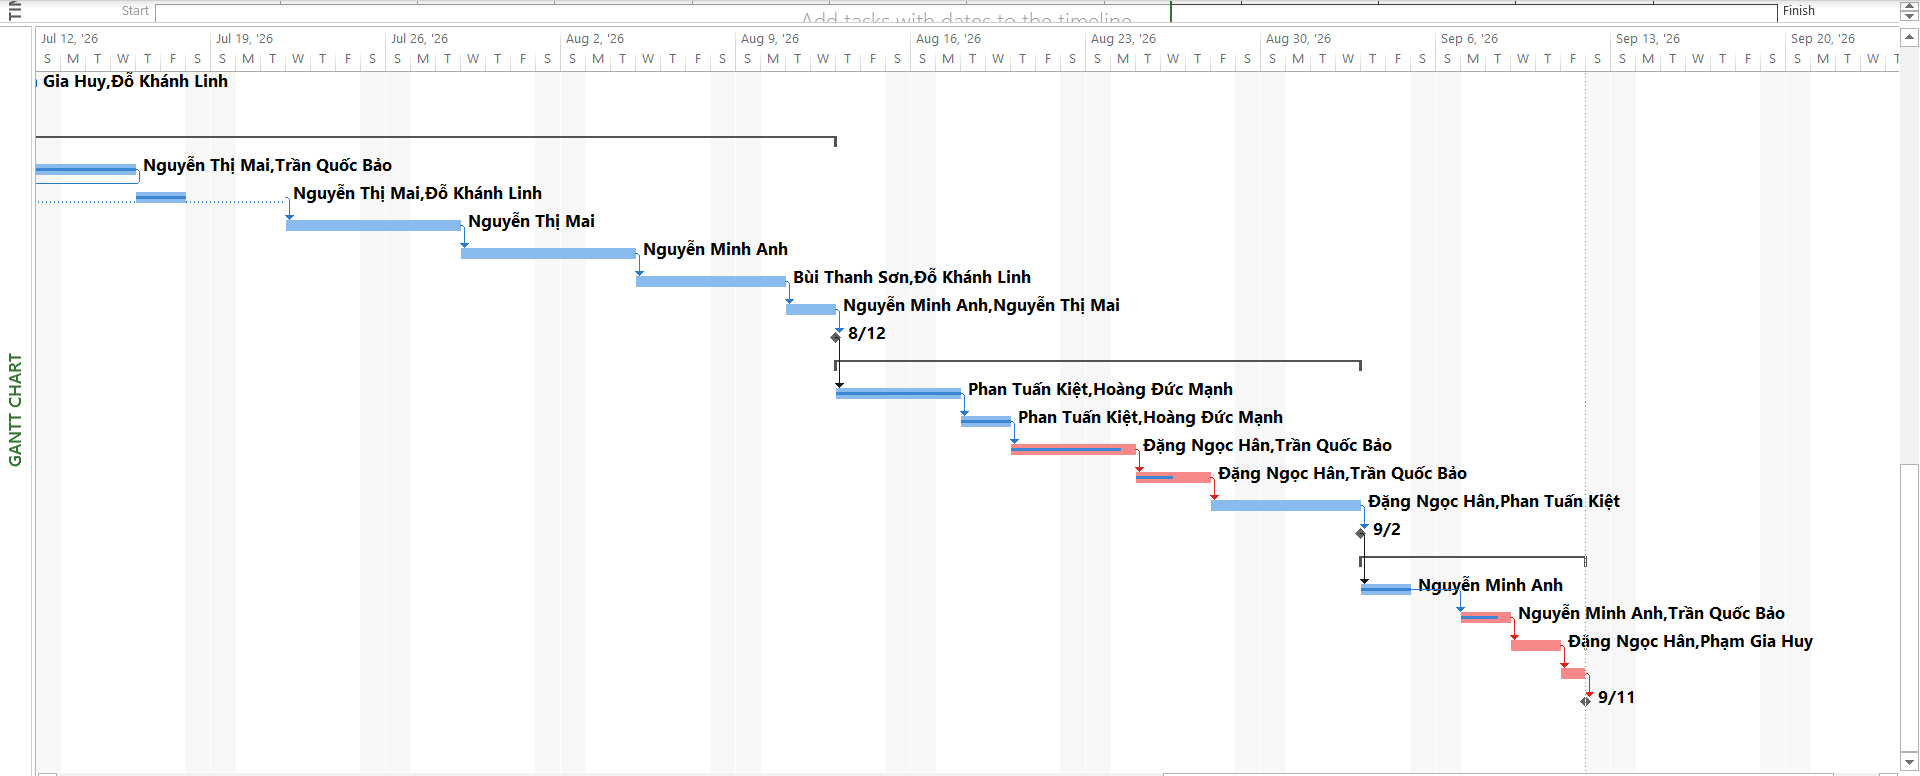 TIM
Start
Add tasks with dates to the timeline
Finish
Jul 12, '26 Jul 19, '26 Jul 26, '26 Aug 2, '26 Aug 9, '26 Aug 16, '26 Aug 23, '26 Aug 30, '26 Sep 6, '26 Sep 13, '26 Sep 20, '26
S M T W T F S S M T W T F S S M T W T F S S M T W T F S S M T W T F S S M T W T F S S M T W T F S S M T W T F S S M T W T F S S M T W T F S S M T W T
Gia Huy,Đỗ Khánh Linh
Nguyễn Thị Mai,Trần Quốc Bảo
Nguyễn Thị Mai,Đỗ Khánh Linh
Nguyễn Thị Mai
Nguyễn Minh Anh
Bùi Thanh Sơn,Đỗ Khánh Linh
Nguyễn Minh Anh,Nguyễn Thị Mai
8/12
Phan Tuấn Kiệt,Hoàng Đức Mạnh
Phan Tuấn Kiệt,Hoàng Đức Mạnh
Đặng Ngọc Hân,Trần Quốc Bảo
Đặng Ngọc Hân,Trần Quốc Bảo
Đặng Ngọc Hân,Phan Tuấn Kiệt
9/2
Nguyễn Minh Anh
Nguyễn Minh Anh,Trần Quốc Bảo
Đặng Ngọc Hân,Phạm Gia Huy
9/11
GANTT CHART